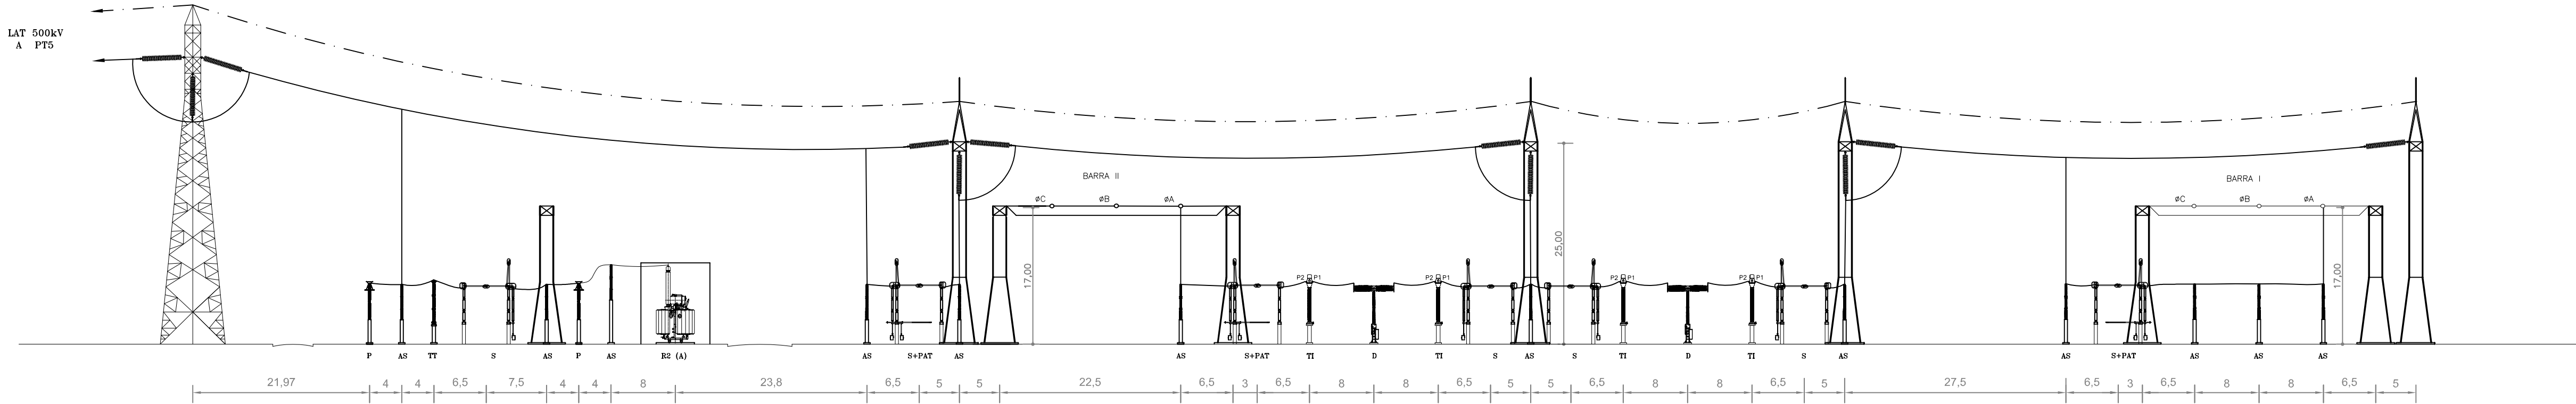 LAT 500kV
A PT5
BARRA II
BARRA I
øC øB øA
øC øB øA
17,00
25,00
17,00
P2 P1
P2 P1
P2 P1
P2 P1
P AS TT S AS P AS R2 (A) AS S+PAT AS AS S+PAT TI D TI S AS S TI D TI S AS AS S+PAT AS AS AS
21,97 4 4 6,5 7,5 4 4 8 23,8 6,5 5 5 22,5 6,5 3 6,5 8 8 6,5 5 5 6,5 8 8 6,5 5 27,5 6,5 3 6,5 8 8 6,5 5